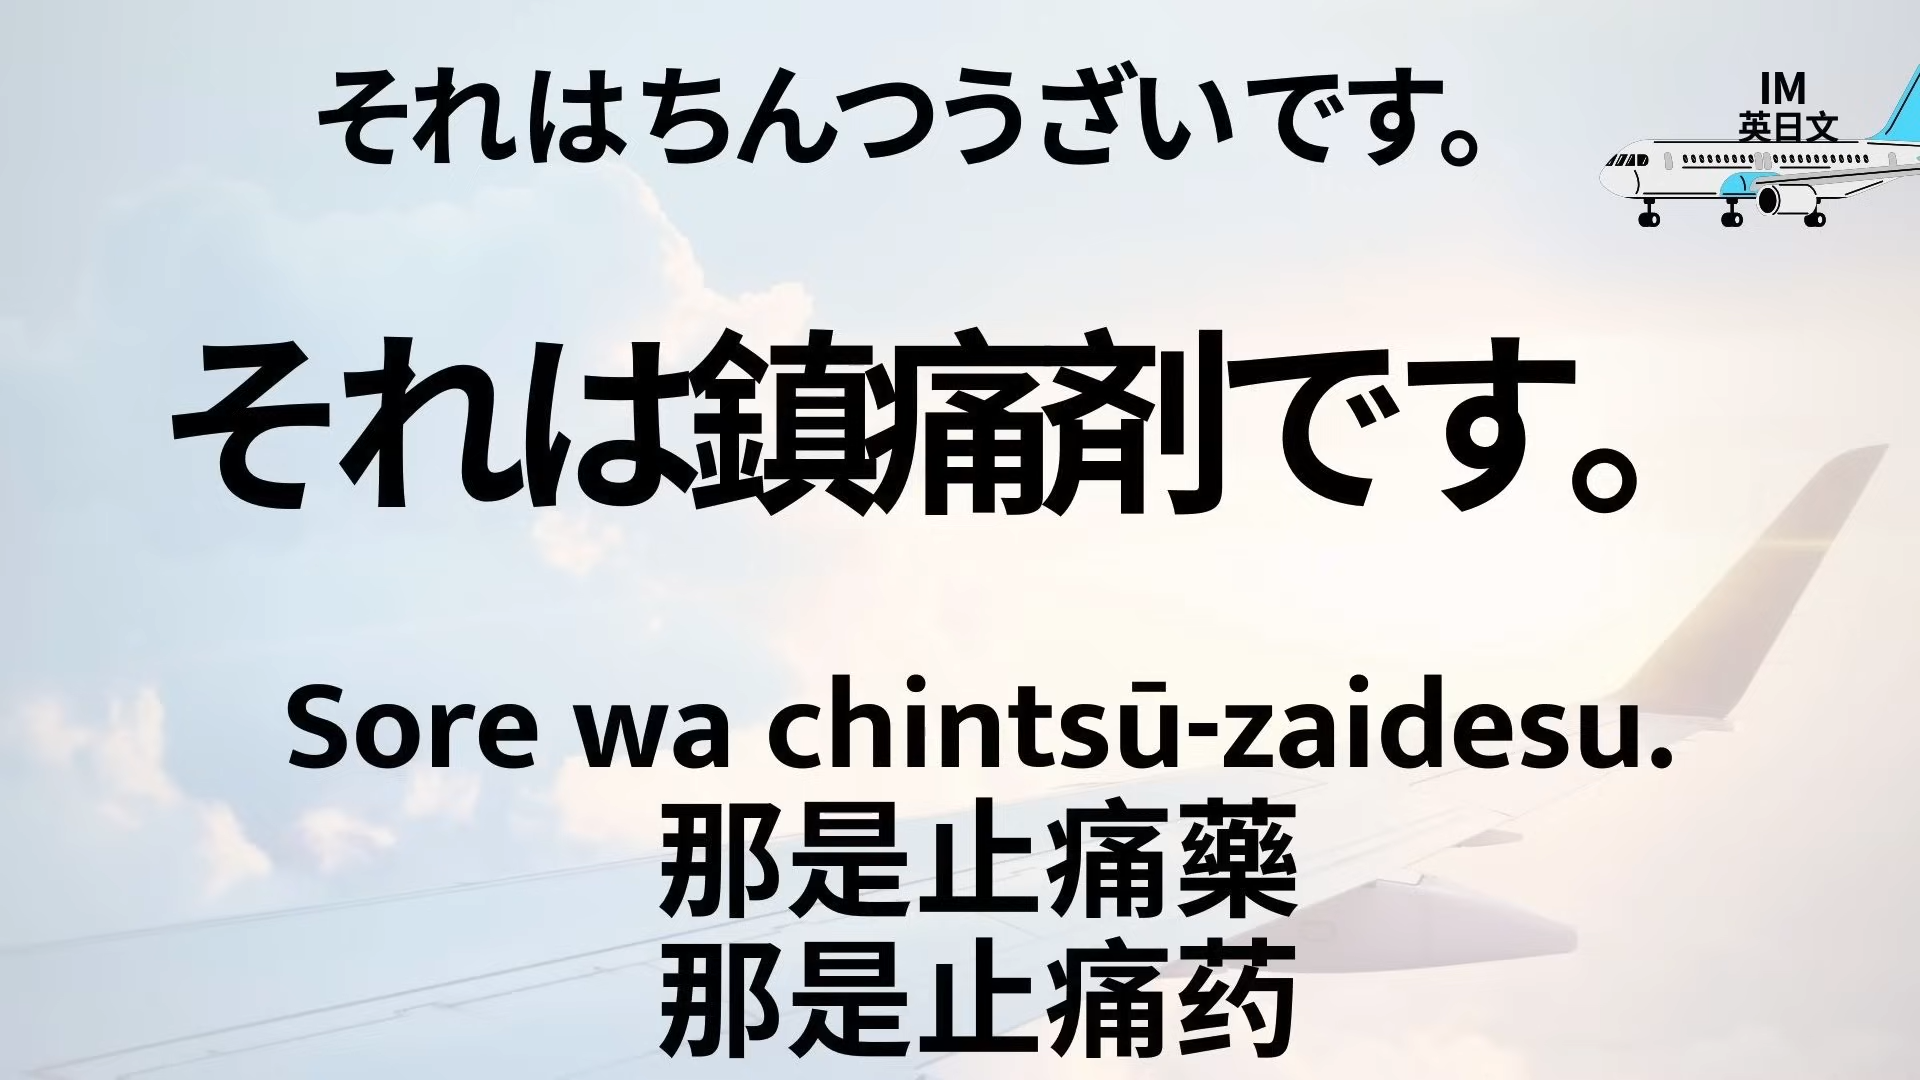 それはちんつうざいです。
IM
英日文
それは鎮痛剤です。
Sore wa chintsū-zaidesu.
那是止痛藥
那是止痛药